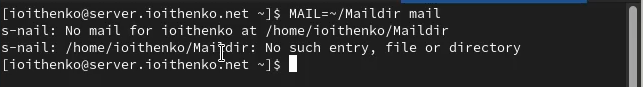 [ioithenko@server.ioithenko.net ~]$ MAIL=~/Maildir mail
s-nail: No mail for ioithenko at /home/ioithenko/Maildir
s-nail: /home/ioithenko/Maildir: No such entry, file or directory
[ioithenko@server.ioithenko.net ~]$